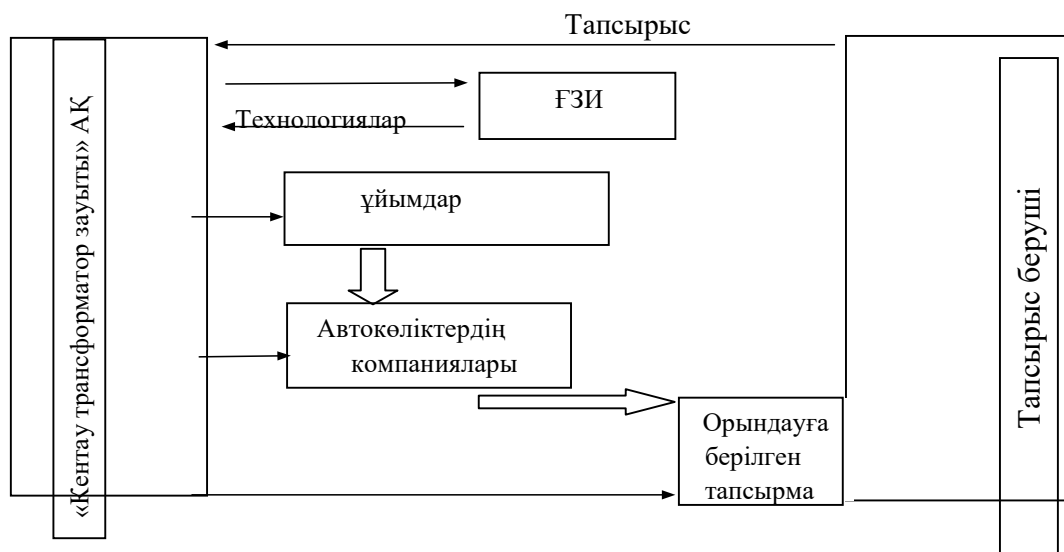 Тапсырыс
«Кентау трансформатор зауыты» АҚ
ҒЗИ
Технологиялар
ұйымдар
Автокөліктердің
компаниялары
Орындауға
берілген
тапсырма
Тапсырыс беруші